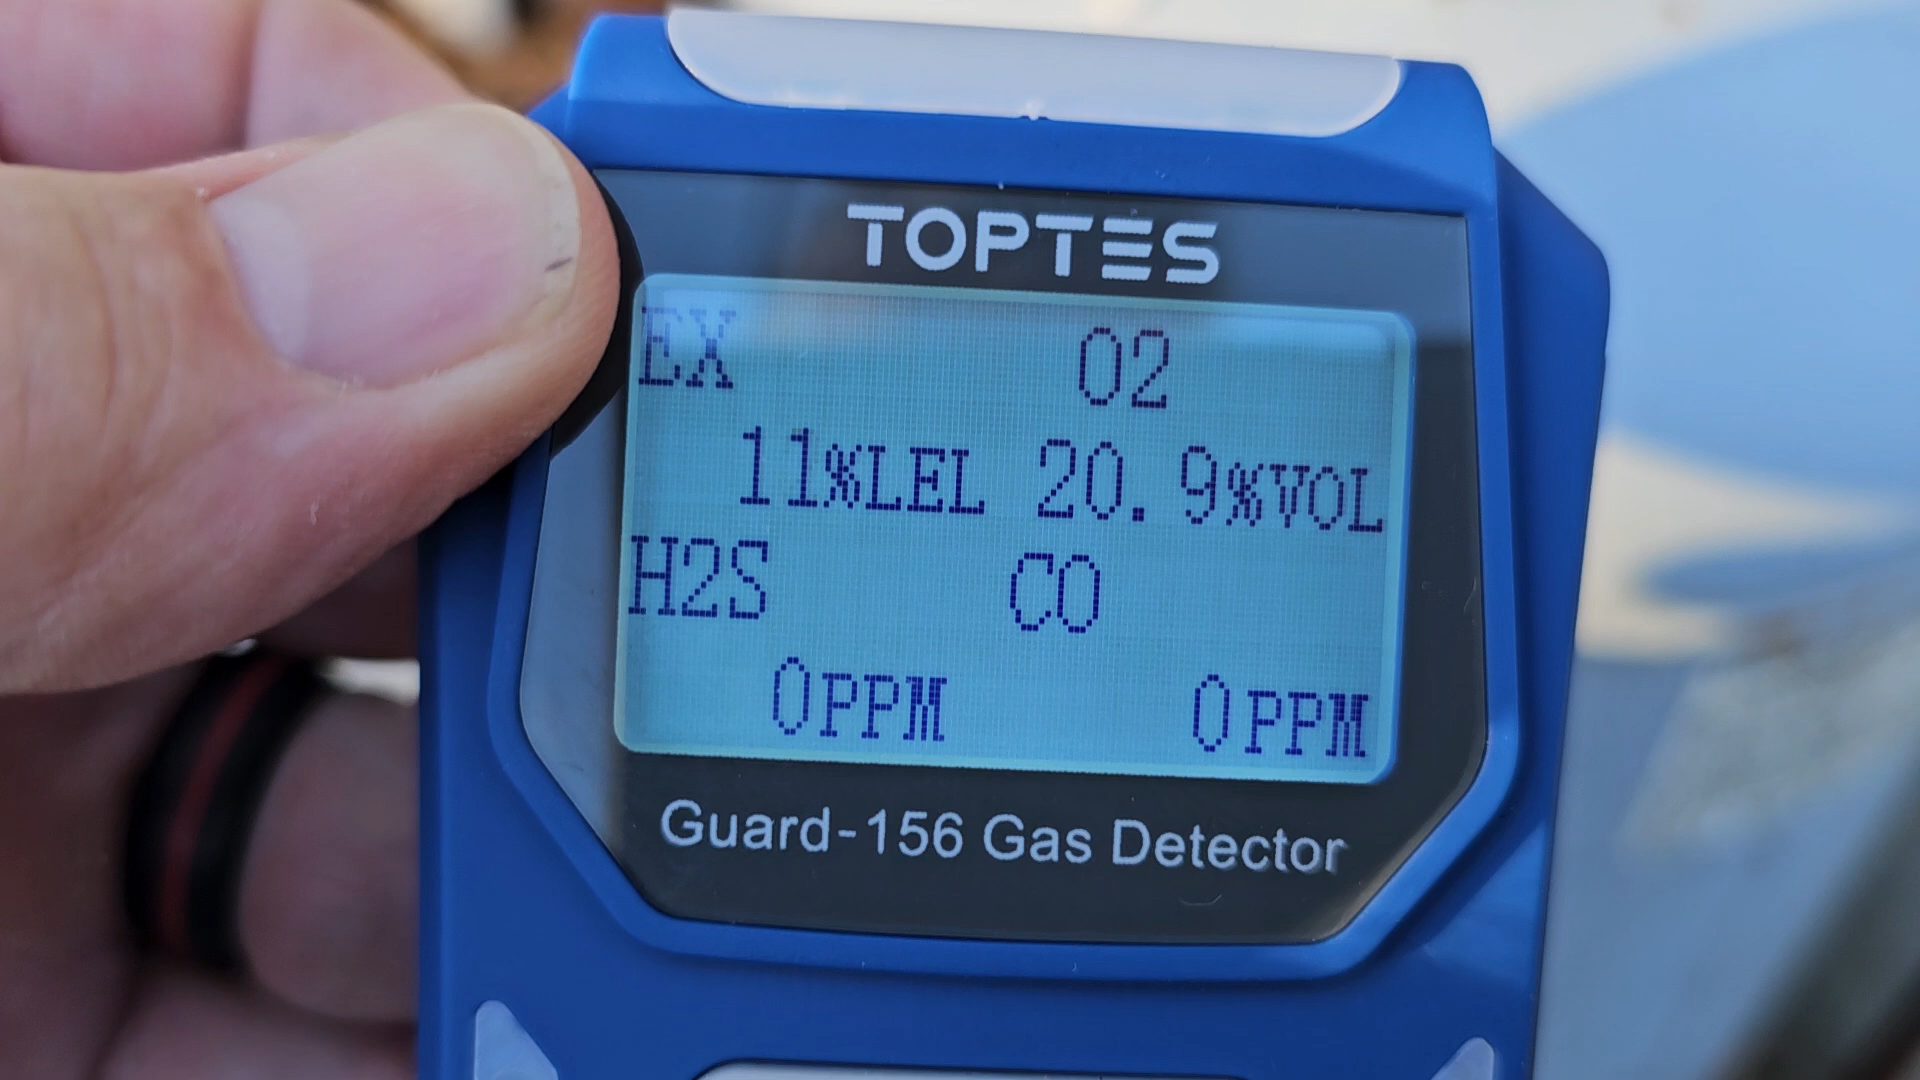 TOPTES
EX O2
11%LEL 20.9%VOL
H2S CO
0PPM 0PPM
Guard-156 Gas Detector